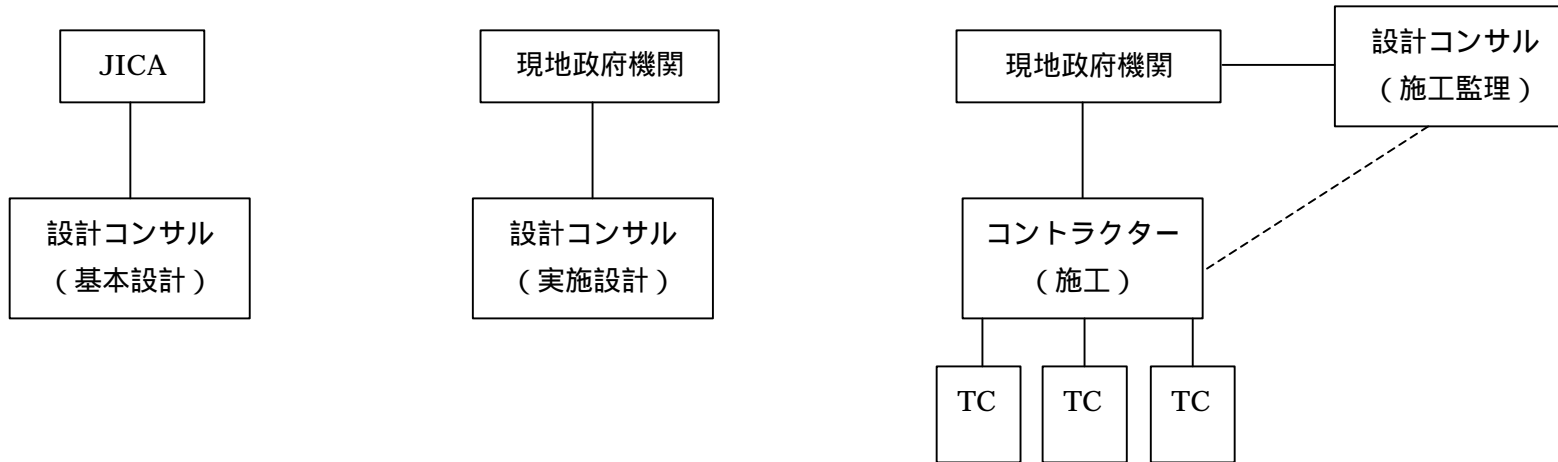 JICA
設計コンサル
（基本設計）
現地政府機関
設計コンサル
（実施設計）
現地政府機関
設計コンサル
（施工監理）
コントラクター
（施工）
TC
TC
TC